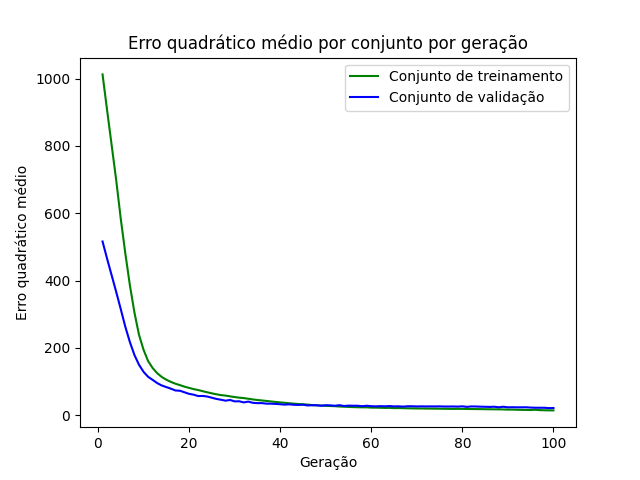 Erro quadrático médio por conjunto por geração
Conjunto de treinamento
Conjunto de validação
Erro quadrático médio
1000
800
600
400
200
0
0 20 40 60 80 100
Geração